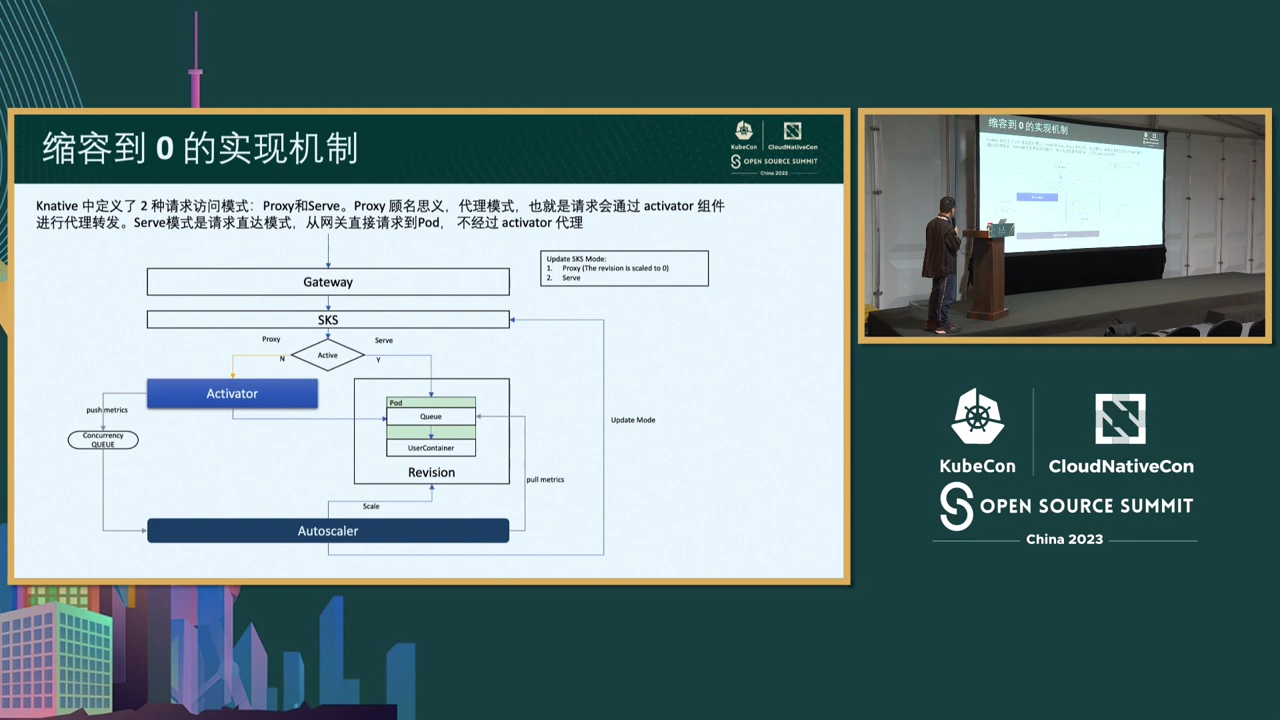 缩容到 0 的实现机制
KubeCon
CloudNativeCon
OPEN SOURCE SUMMIT
China 2023
Knative 中定义了 2 种请求访问模式：Proxy和Serve。Proxy 顾名思义，代理模式，也就是请求会通过 activator 组件
进行代理转发。Serve模式是请求直达模式，从网关直接请求到Pod， 不经过 activator 代理
Update SKS Mode:
1. Proxy (The revision is scaled to 0)
2. Serve
Gateway
SKS
Proxy
Serve
Active
N
Y
Activator
Pod
Queue
UserContainer
Revision
push metrics
Concurrency
QUEUE
Update Mode
pull metrics
Scale
Autoscaler
缩容到 0 的实现机制
KubeCon
CloudNativeCon
OPEN SOURCE SUMMIT
China 2023